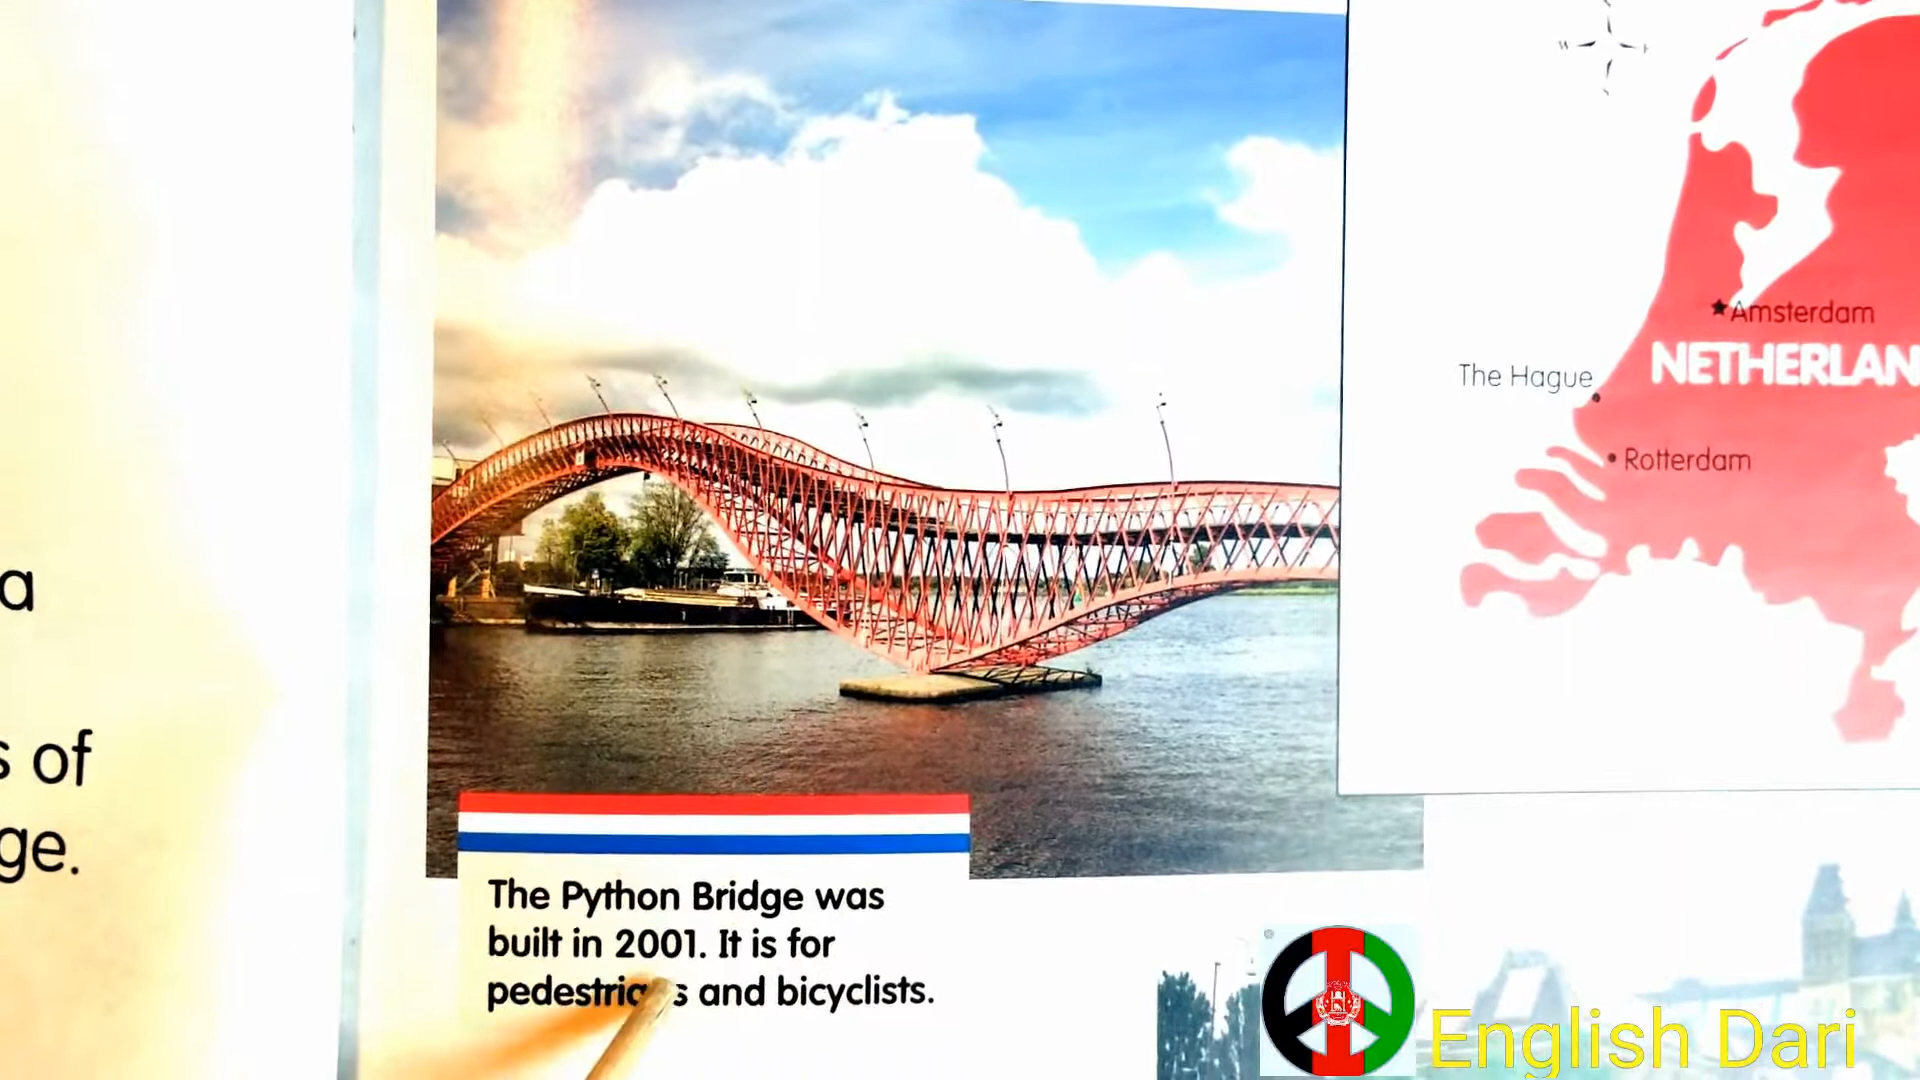 a
s of
ge.
The Python Bridge was
built in 2001. It is for
and bicyclists.
W
Amsterdam
NETHERLAN
The Hague
Rotterdam
English Dari